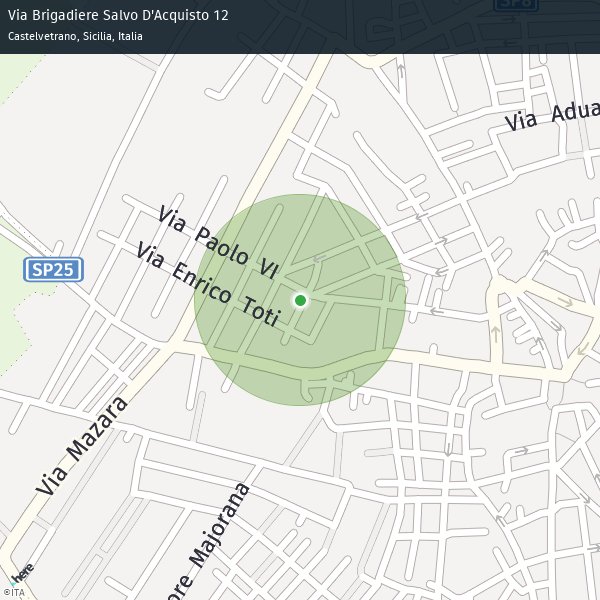 Via Brigadiere Salvo D'Acquisto 12
SP8
Castelvetrano, Sicilia, Italia
Via Adua
Via Paolo VI
Via Enrico Toti
SP25
Via Mazara
ore Majorana
here
©ITA